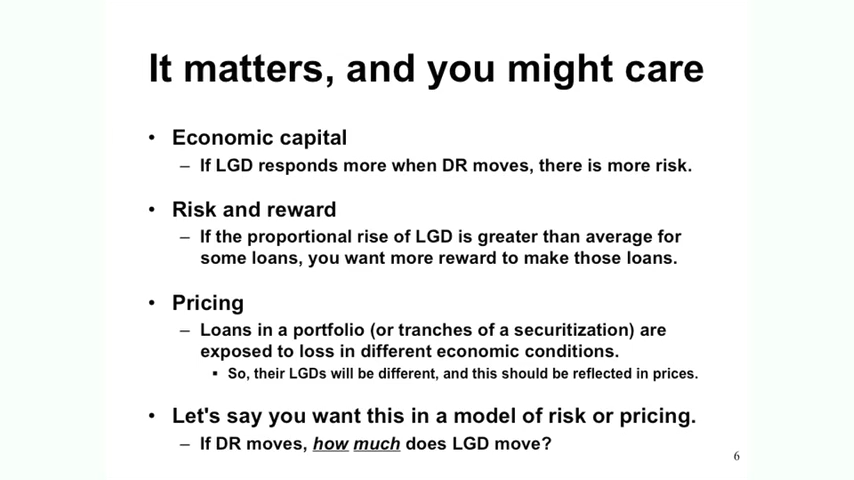 It matters, and you might care
• Economic capital
– If LGD responds more when DR moves, there is more risk.
• Risk and reward
– If the proportional rise of LGD is greater than average for
some loans, you want more reward to make those loans.
• Pricing
– Loans in a portfolio (or tranches of a securitization) are
exposed to loss in different economic conditions.
▪ So, their LGDs will be different, and this should be reflected in prices.
• Let's say you want this in a model of risk or pricing.
– If DR moves, how much does LGD move?
6